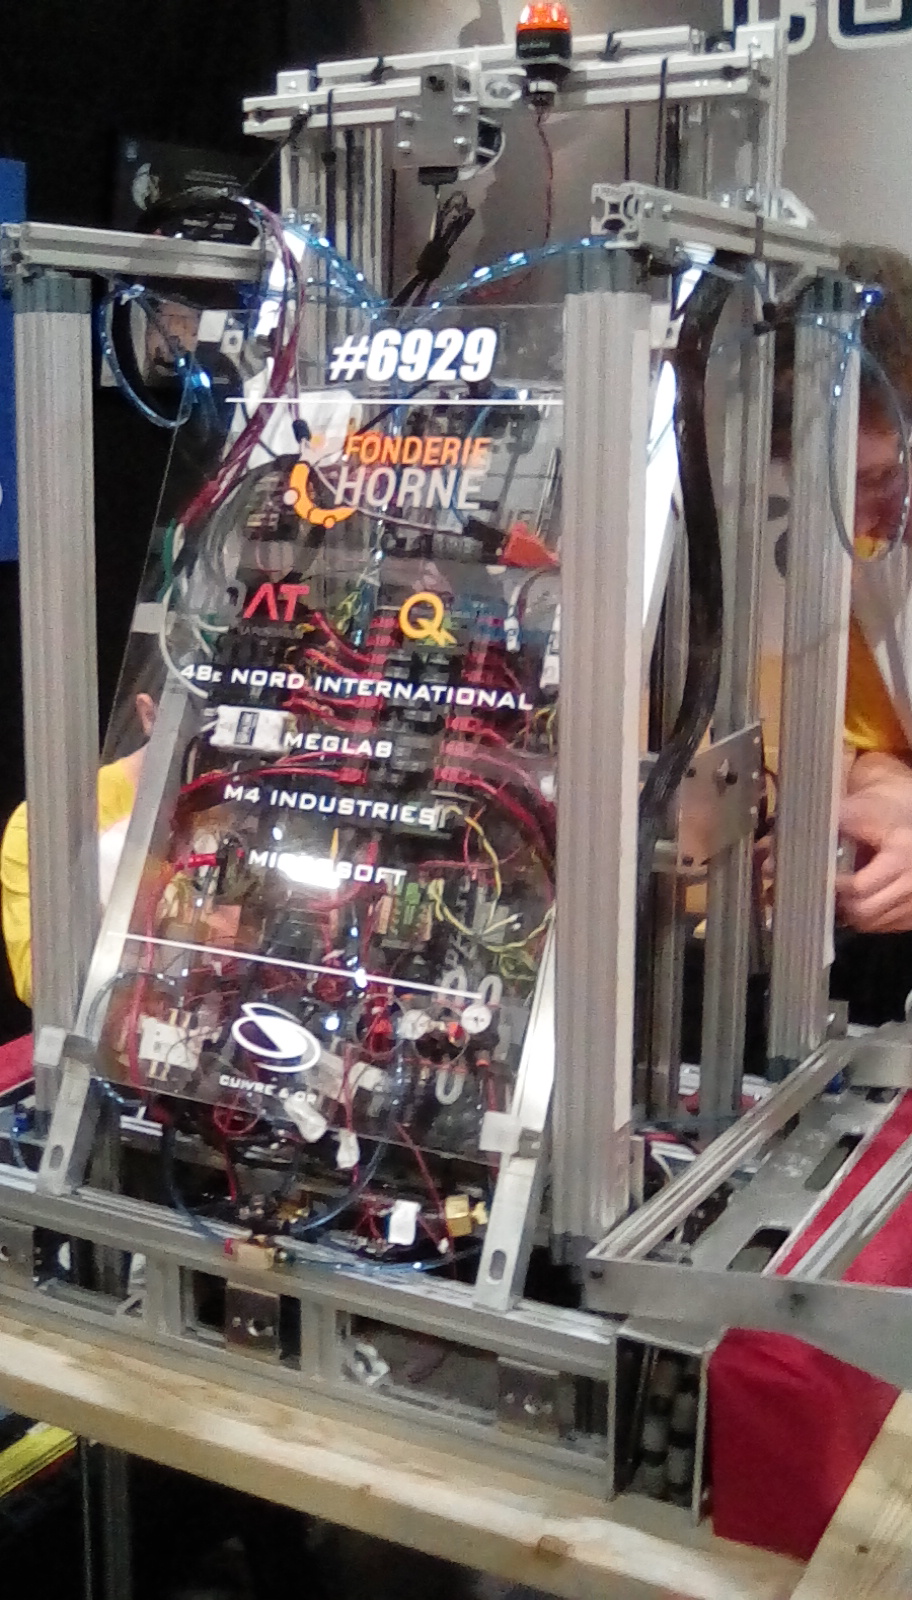 #6929
FONDERIE
HORNE
AT
Q
48E NORD INTERNATIONAL
MEGLAB
M4 INDUSTRIES
MICROSOFT
CUIVRE & OR